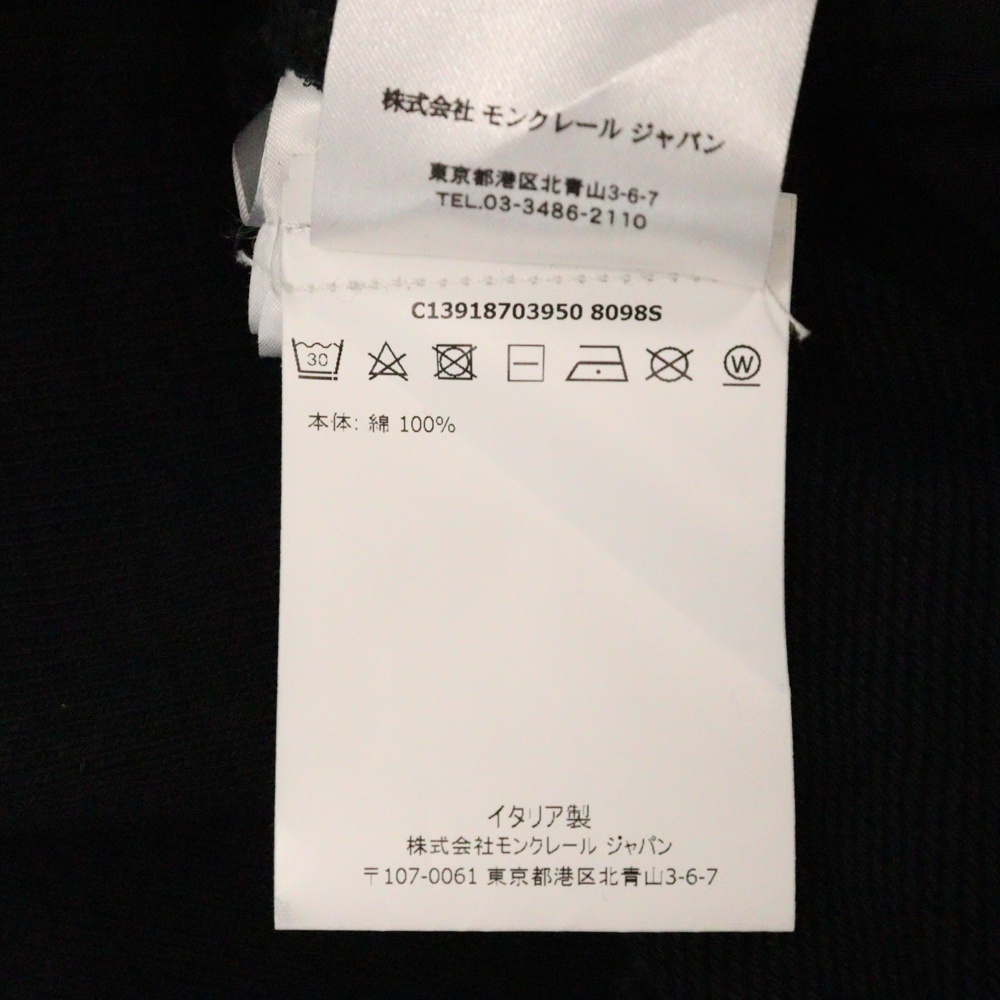 株式会社 モンクレール ジャパン
東京都港区北青山3-6-7
TEL.03-3486-2110
C13918703950 8098S
30
W
本体: 綿 100%
イタリア製
株式会社モンクレール ジャパン
〒107-0061 東京都港区北青山3-6-7